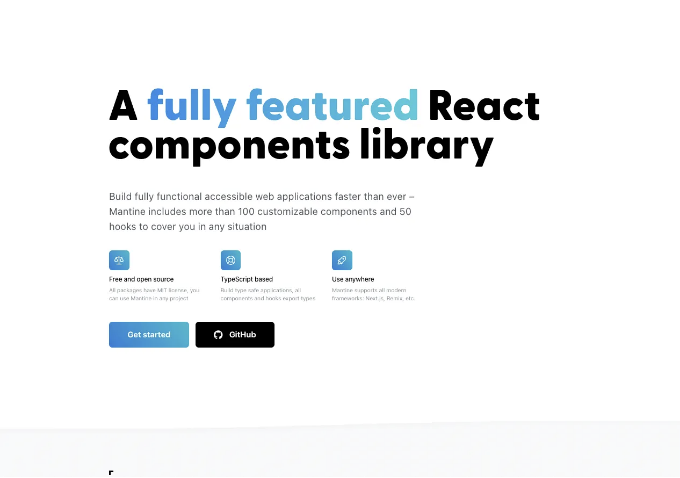 A fully featured React
components library
Build fully functional accessible web applications faster than ever –
Mantine includes more than 100 customizable components and 50
hooks to cover you in any situation
Free and open source
All packages have MIT license, you
can use Mantine in any project
TypeScript based
Build type safe applications, all
components and hooks export types
Use anywhere
Mantine supports all modern
frameworks: Next.js, Remix, etc.
Get started
GitHub